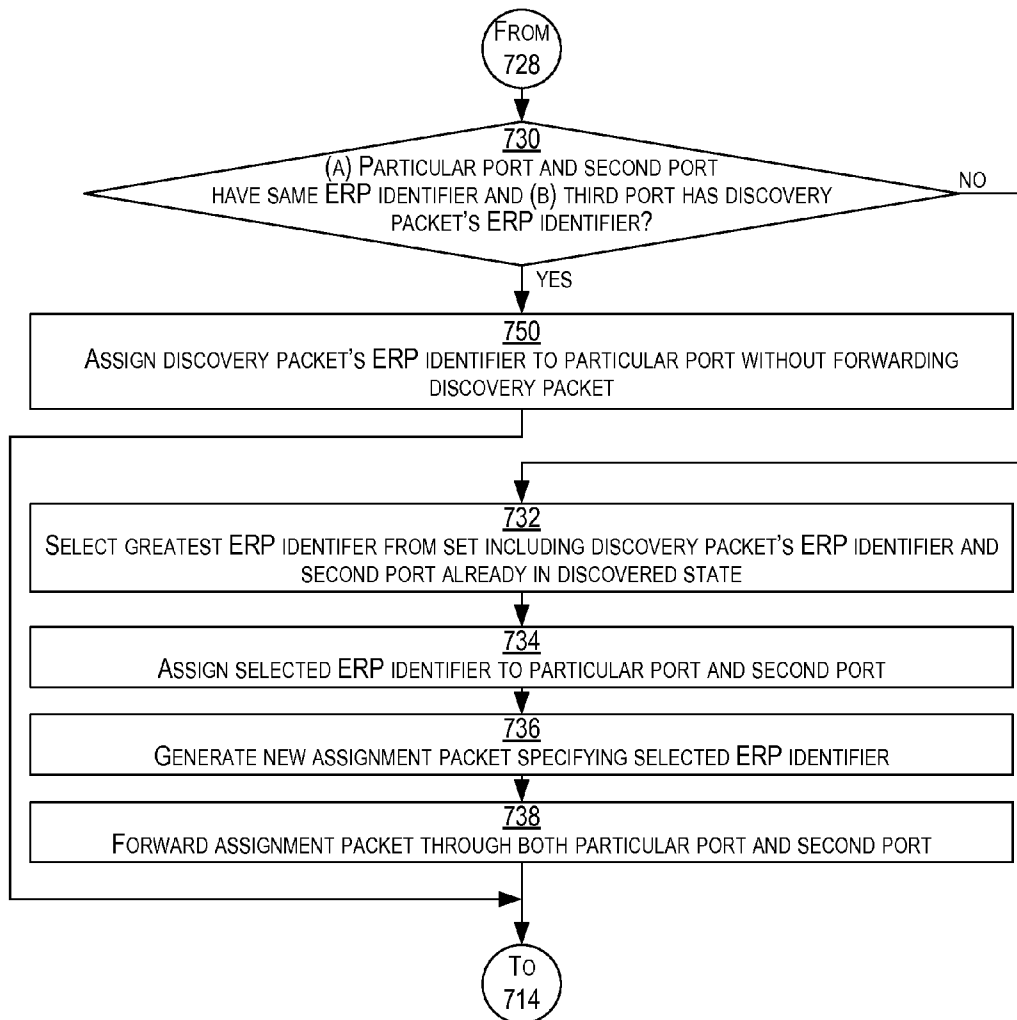 FROM
728
730
(A) PARTICULAR PORT AND SECOND PORT
HAVE SAME ERP IDENTIFIER AND (B) THIRD PORT HAS DISCOVERY
PACKET'S ERP IDENTIFIER?
NO
YES
750
ASSIGN DISCOVERY PACKET'S ERP IDENTIFIER TO PARTICULAR PORT WITHOUT FORWARDING
DISCOVERY PACKET
732
SELECT GREATEST ERP IDENTIFER FROM SET INCLUDING DISCOVERY PACKET'S ERP IDENTIFIER AND
SECOND PORT ALREADY IN DISCOVERED STATE
734
ASSIGN SELECTED ERP IDENTIFIER TO PARTICULAR PORT AND SECOND PORT
736
GENERATE NEW ASSIGNMENT PACKET SPECIFYING SELECTED ERP IDENTIFIER
738
FORWARD ASSIGNMENT PACKET THROUGH BOTH PARTICULAR PORT AND SECOND PORT
TO
714